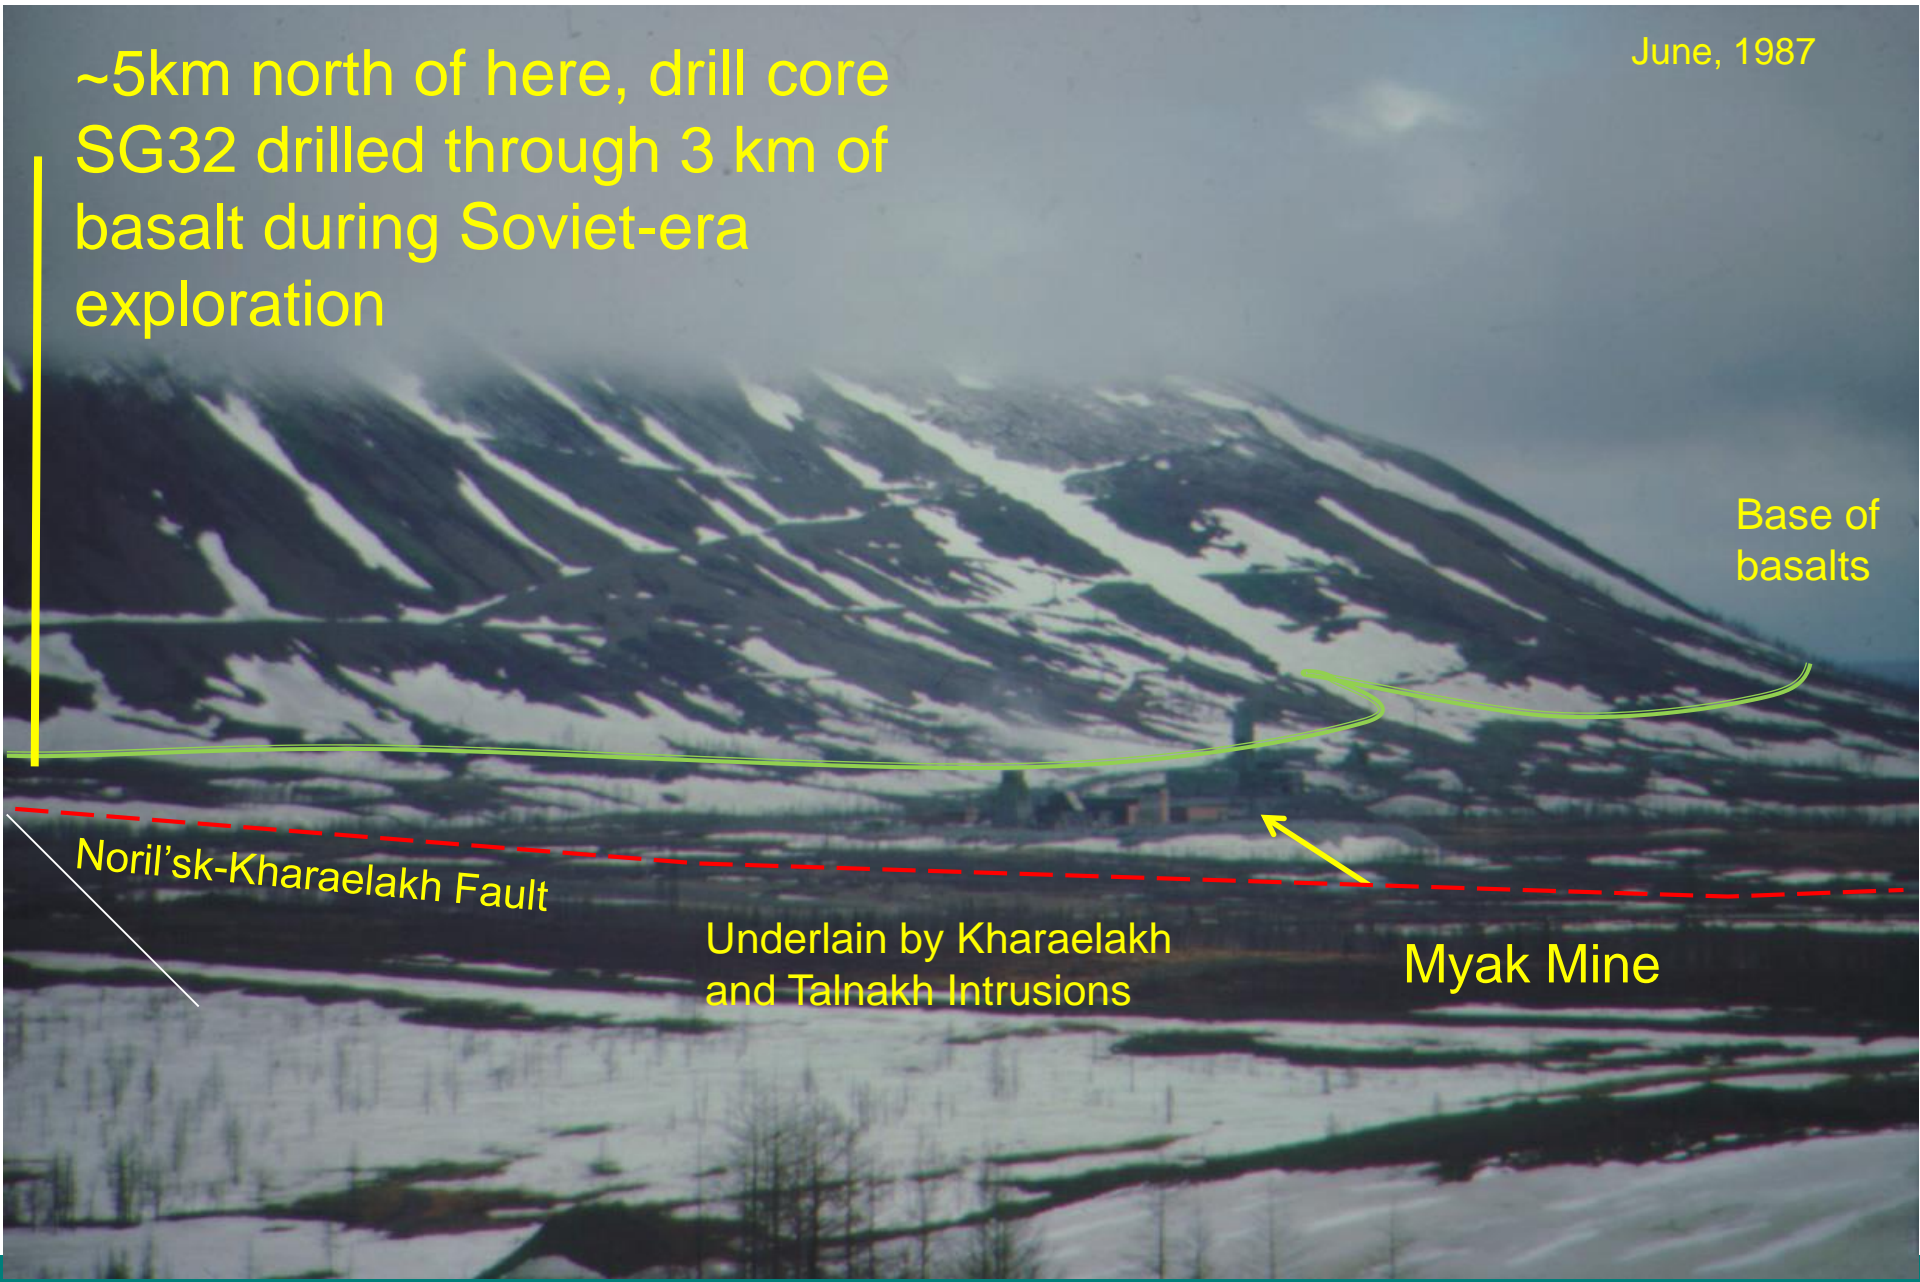 ~5km north of here, drill core
SG32 drilled through 3 km of
basalt during Soviet-era
exploration
June, 1987
Base of
basalts
Noril'sk-Kharaelakh Fault
Underlain by Kharaelakh
and Talnakh Intrusions
Myak Mine